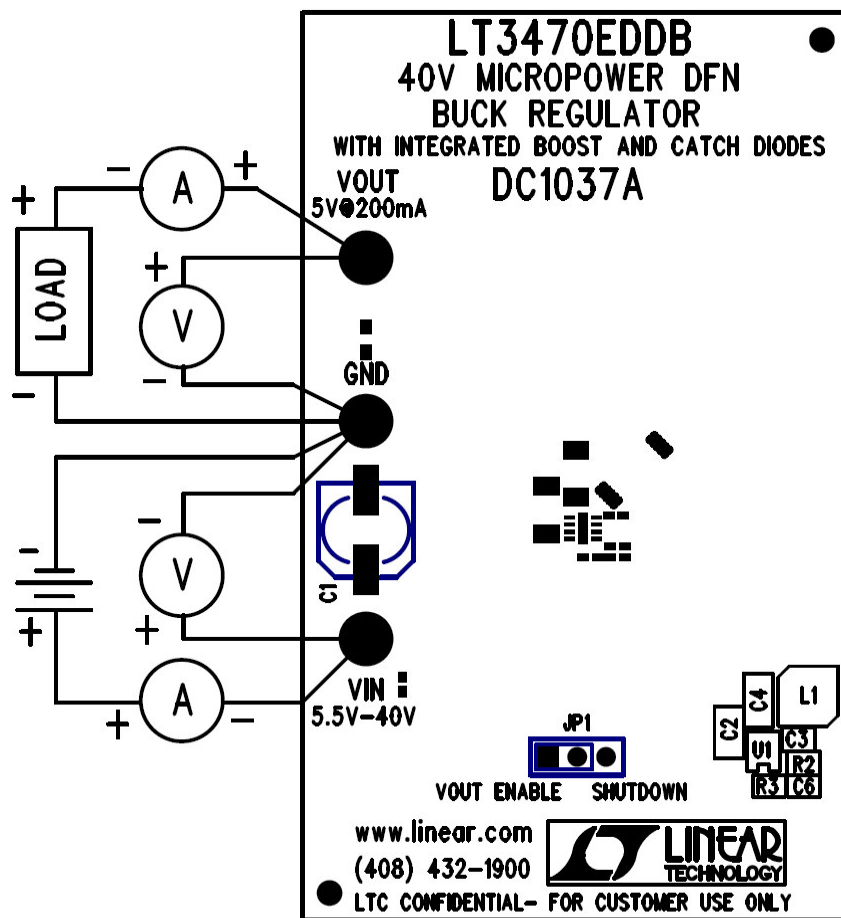 LT3470EDDB
40V MICROPOWER DFN
BUCK REGULATOR
WITH INTEGRATED BOOST AND CATCH DIODES
DC1037A
VOUT
5V@200mA
- A +
+
LOAD
-
+
V
-
GND
-
V
+
-
+
+ A -
C1
VIN
5.5V-40V
JP1
VOUT ENABLE SHUTDOWN
C2
C4
L1
U1
C3
R2
R3
C6
www.linear.com
(408) 432-1900
LINEAR
TECHNOLOGY
LTC CONFIDENTIAL- FOR CUSTOMER USE ONLY